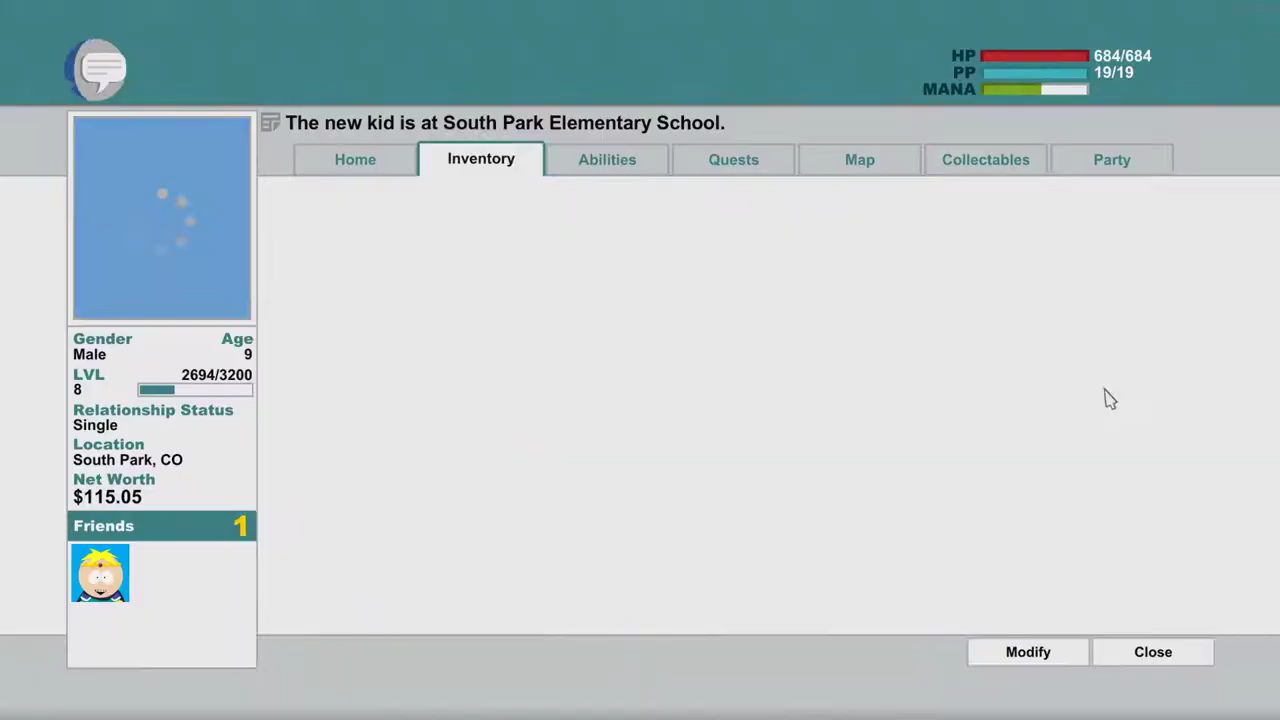 HP 684/684
PP 19/19
MANA
The new kid is at South Park Elementary School.
Home Inventory Abilities Quests Map Collectables Party
Gender Age
Male 9
LVL 2694/3200
8
Relationship Status
Single
Location
South Park, CO
Net Worth
$115.05
Friends 1
Modify Close